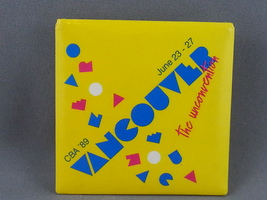 June 23 - 27
VANCOUVER
the unconvention
CBA '89